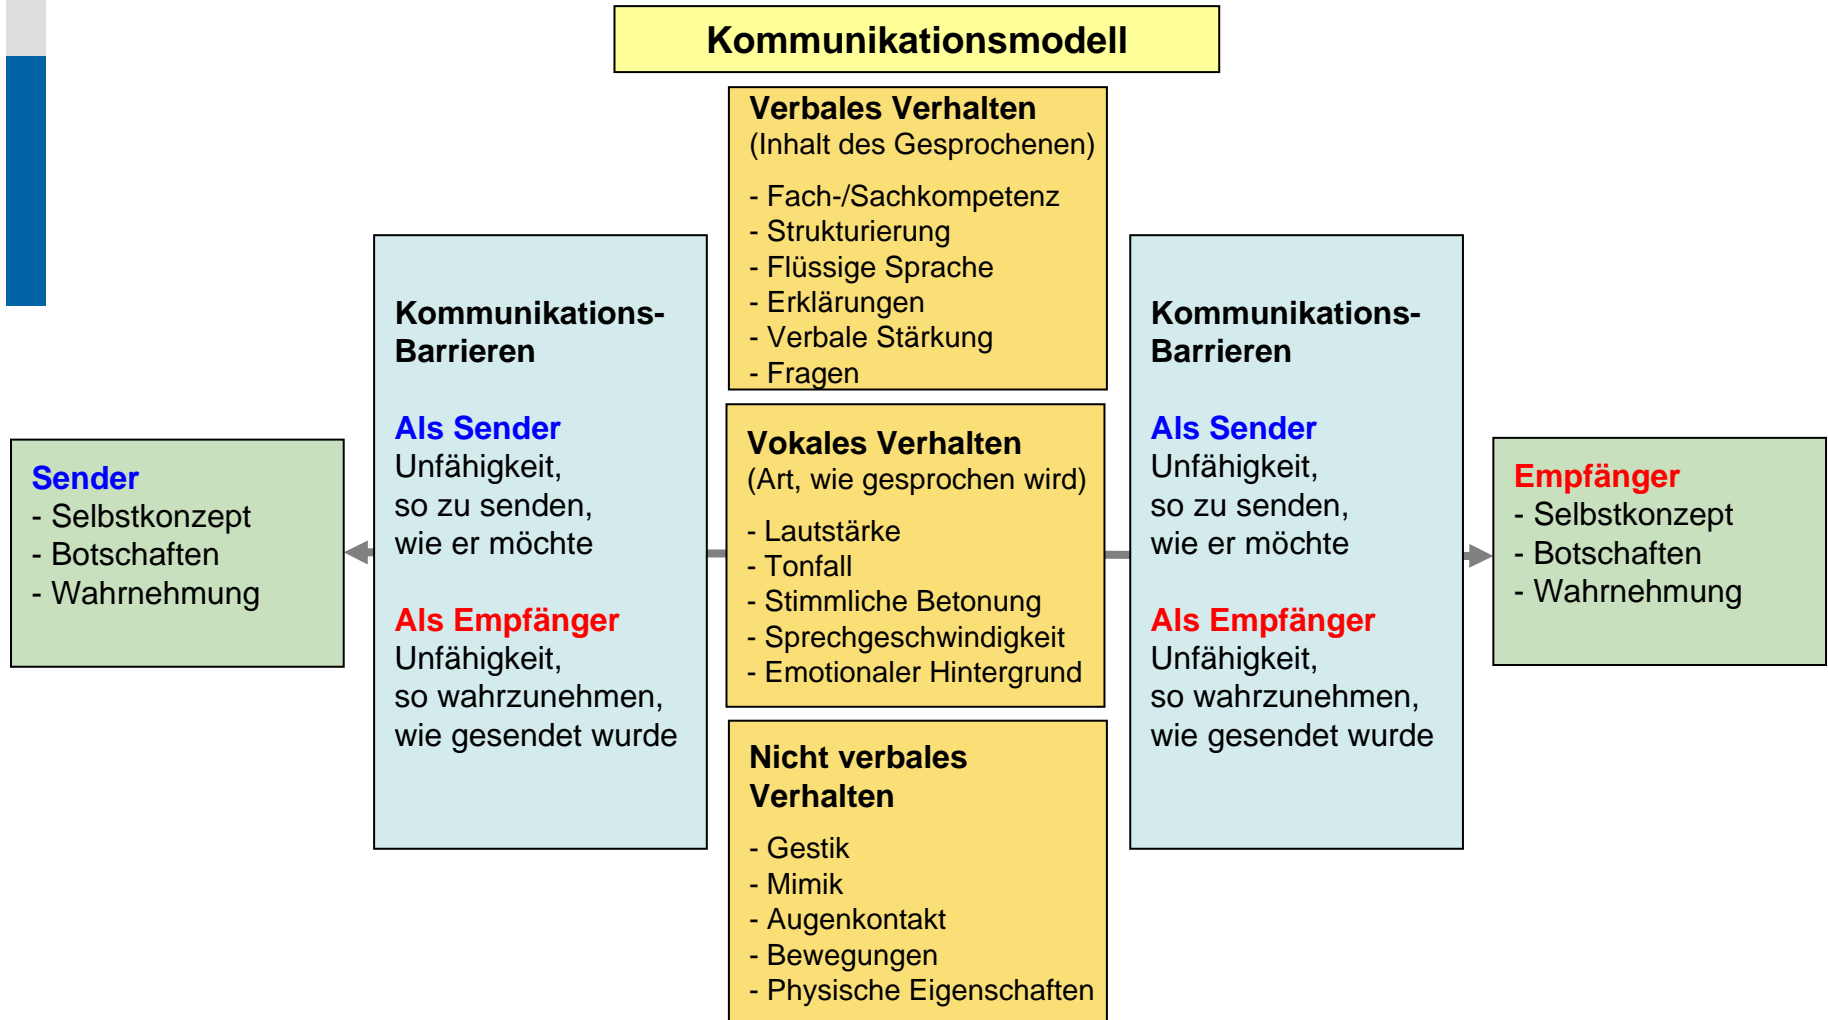 Kommunikationsmodell
Sender
- Selbstkonzept
- Botschaften
- Wahrnehmung
Kommunikations-
Barrieren
Als Sender
Unfähigkeit,
so zu senden,
wie er möchte
Als Empfänger
Unfähigkeit,
so wahrzunehmen,
wie gesendet wurde
Verbales Verhalten
(Inhalt des Gesprochenen)
- Fach-/Sachkompetenz
- Strukturierung
- Flüssige Sprache
- Erklärungen
- Verbale Stärkung
- Fragen
Vokales Verhalten
(Art, wie gesprochen wird)
- Lautstärke
- Tonfall
- Stimmliche Betonung
- Sprechgeschwindigkeit
- Emotionaler Hintergrund
Nicht verbales
Verhalten
- Gestik
- Mimik
- Augenkontakt
- Bewegungen
- Physische Eigenschaften
Kommunikations-
Barrieren
Als Sender
Unfähigkeit,
so zu senden,
wie er möchte
Als Empfänger
Unfähigkeit,
so wahrzunehmen,
wie gesendet wurde
Empfänger
- Selbstkonzept
- Botschaften
- Wahrnehmung